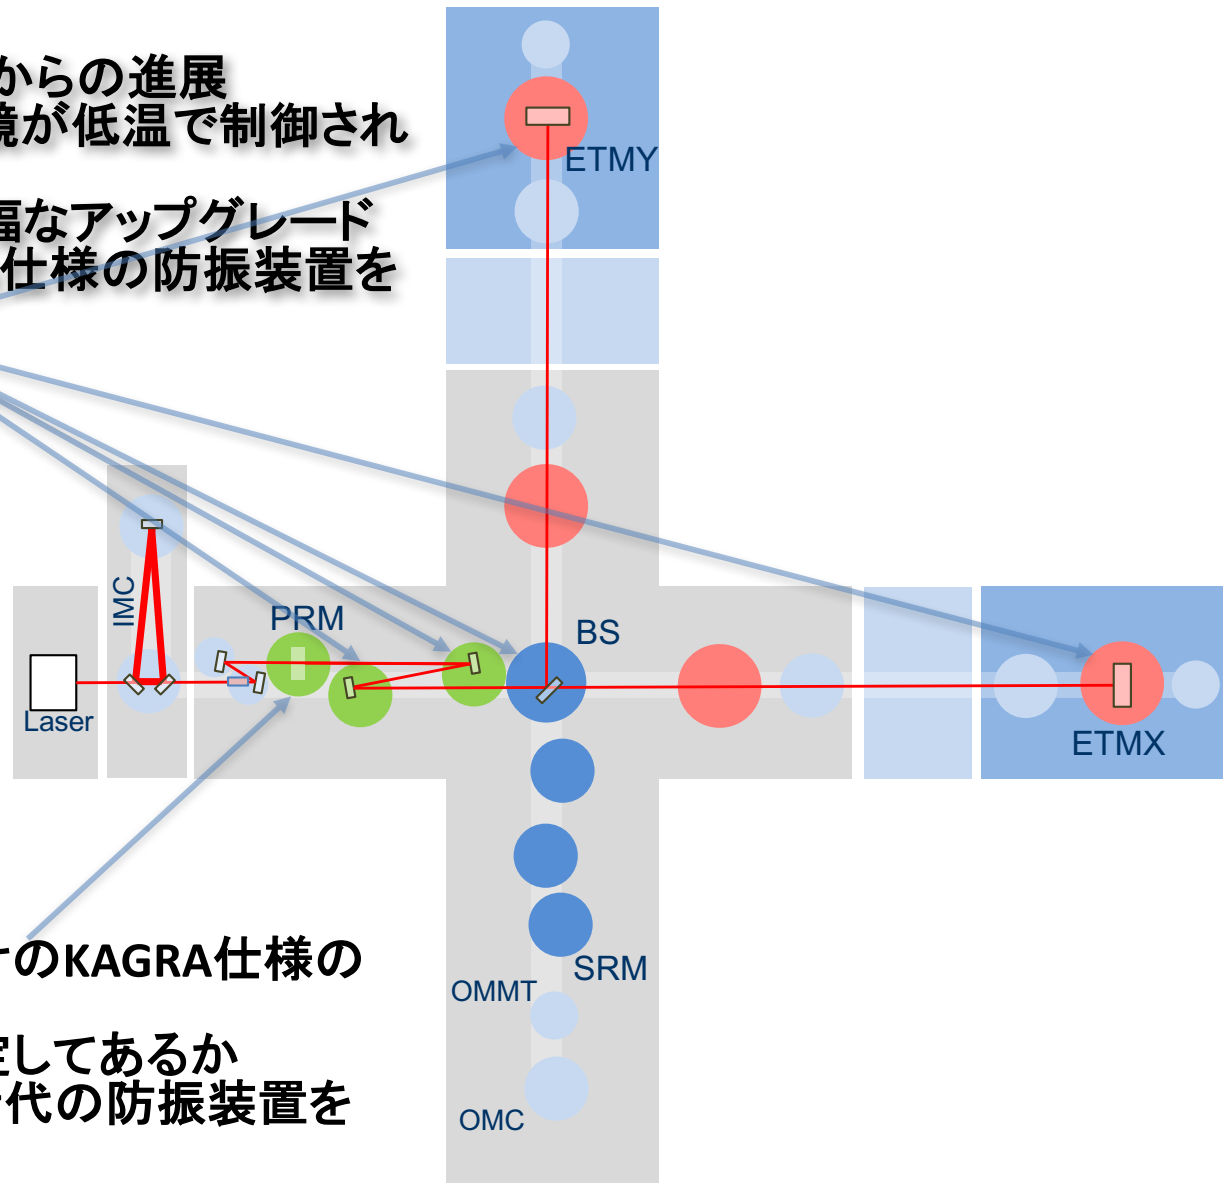 からの進展
鏡が低温で制御され
幅なアップグレード
仕様の防振装置を
ETMY
IMC
PRM
BS
Laser
ETMX
けのKAGRA仕様の
SRM
OMMT
定してあるか
代の防振装置を
OMC